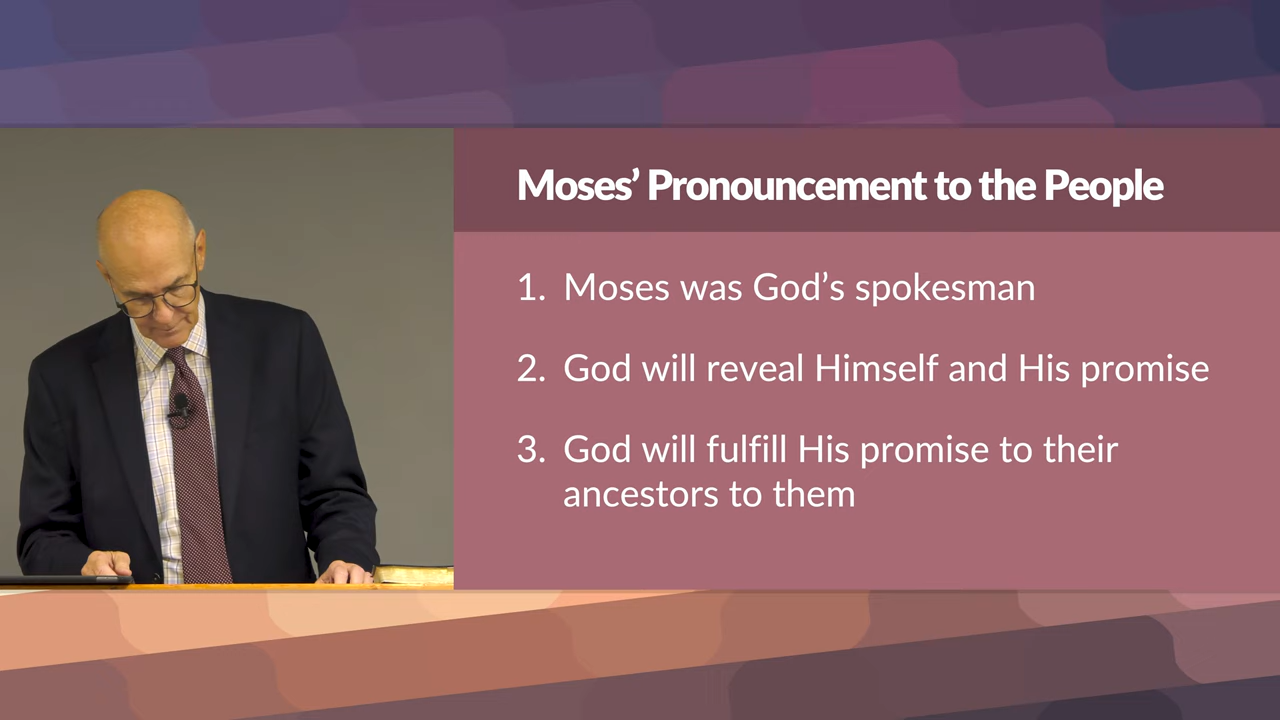 Moses’ Pronouncement to the People
1. Moses was God’s spokesman
2. God will reveal Himself and His promise
3. God will fulfill His promise to their
ancestors to them